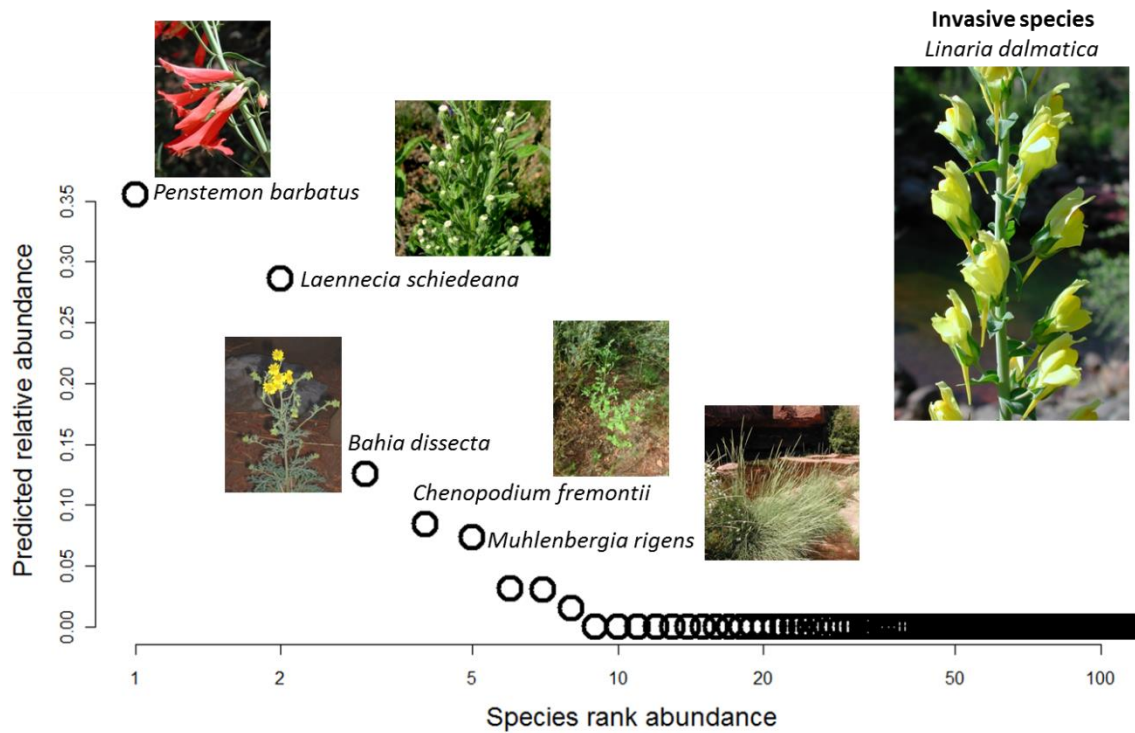 Invasive species
Linaria dalmatica
Penstemon barbatus
Laennecia schiedeana
Bahia dissecta
Chenopodium fremontii
Muhlenbergia rigens
Predicted relative abundance
0.35
0.30
0.25
0.20
0.15
0.10
0.05
0.00
1 2 5 10 20 50 100
Species rank abundance